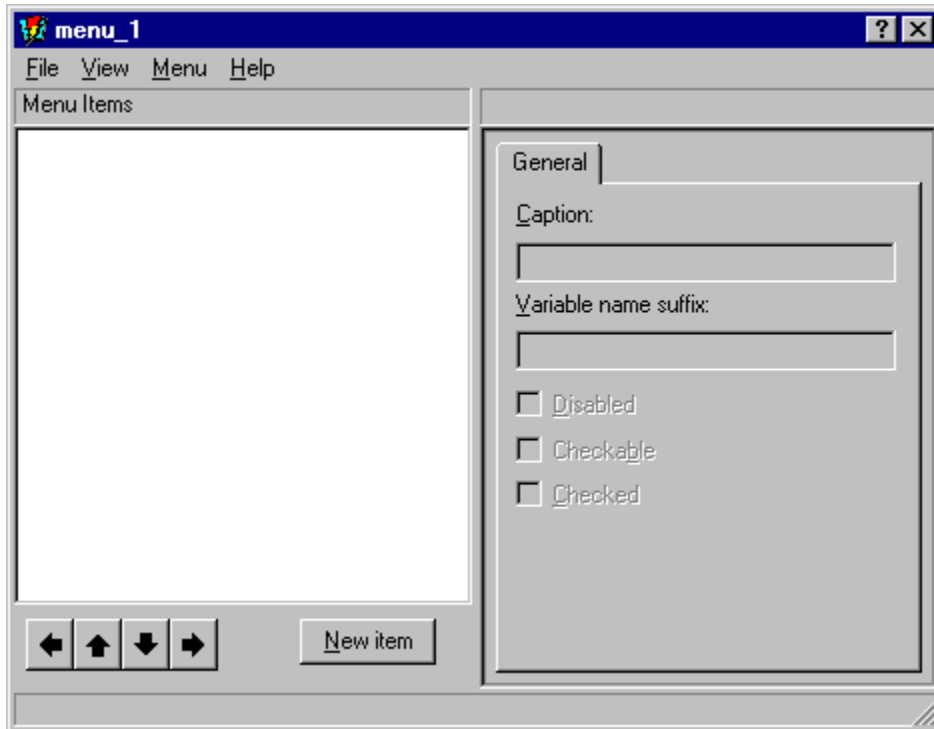 menu_1
File View Menu Help
Menu Items
General
Caption:
Variable name suffix:
Disabled
Checkable
Checked
New item